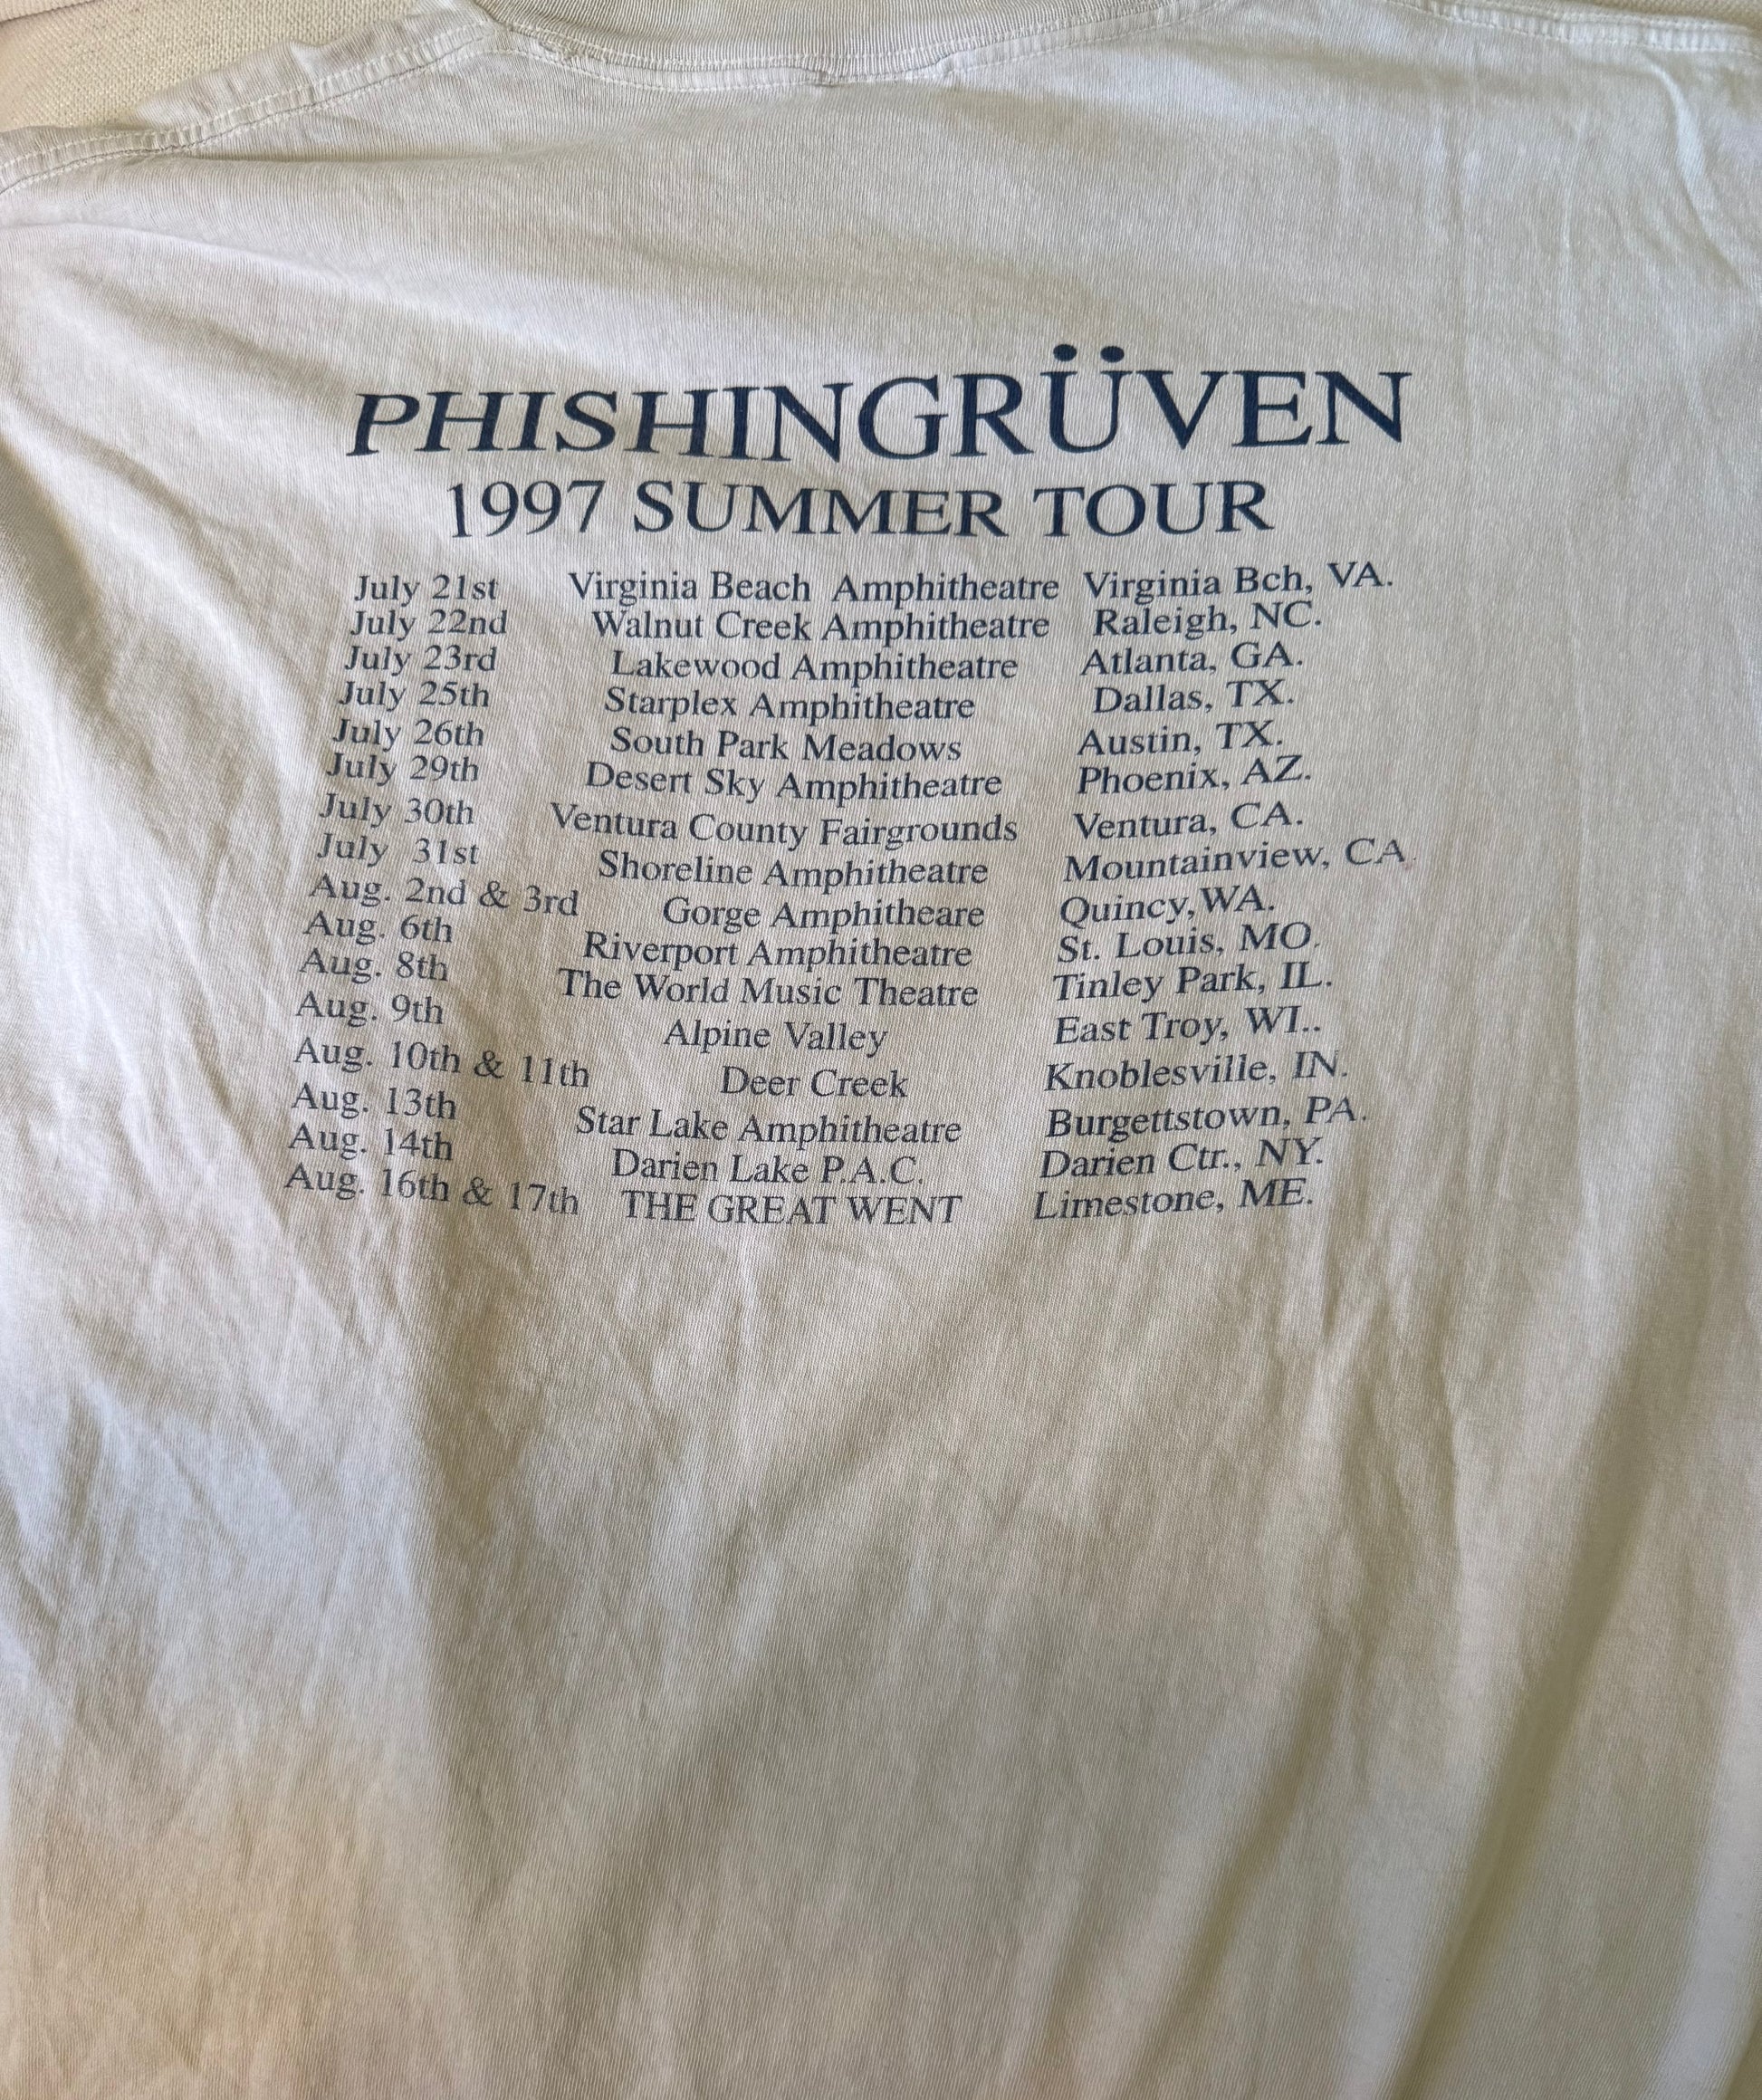 PHISHINGRÜVEN
1997 SUMMER TOUR
July 21st Virginia Beach Amphitheatre Virginia Bch, VA.
July 22nd Walnut Creek Amphitheatre Raleigh, NC.
July 23rd Lakewood Amphitheatre Atlanta, GA.
July 25th Starplex Amphitheatre Dallas, TX.
July 26th South Park Meadows Austin, TX.
July 29th Desert Sky Amphitheatre Phoenix, AZ.
July 30th Ventura County Fairgrounds Ventura, CA.
July 31st Shoreline Amphitheatre Mountainview, CA.
Aug. 2nd & 3rd Gorge Amphitheare Quincy, WA.
Aug. 6th Riverport Amphitheatre St. Louis, MO.
Aug. 8th The World Music Theatre Tinley Park, IL.
Aug. 9th Alpine Valley East Troy, WI..
Aug. 10th & 11th Deer Creek Knoblesville, IN.
Aug. 13th Star Lake Amphitheatre Burgettstown, PA.
Aug. 14th Darien Lake P.A.C. Darien Ctr., NY.
Aug. 16th & 17th THE GREAT WENT Limestone, ME.